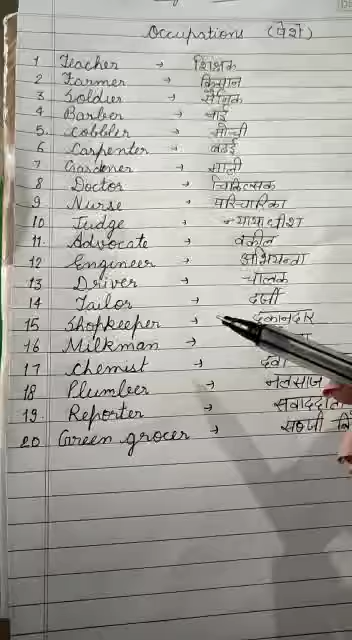 Occupations (पेशे)
1 Teacher → शिक्षक
2 Farmer → किसान
3 Soldier → सैनिक
4 Barber → नाई
5. Cobbler → मोची
6 Carpenter → बढई
7 Gardener → माली
8 Doctor → चिकित्सक
9 Nurse • परिचारिका
10 Judge • न्यायाधीश
11. Advocate • वकील
12 Engineer • अभियन्ता
13 Driver → चालक
14 Tailor → दर्जी
15 Shopkeeper → दुकानदार
16 Milkman →
17 Chemist → दवा
18 Plumber → नलसाज
19. Reporter → संवाददाता
20 Green grocer → सब्जी